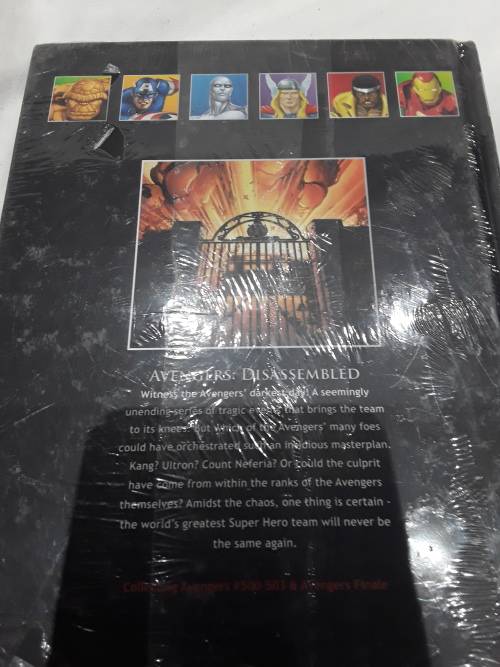 AVENGERS: DISASSEMBLED
Witness the Avengers' darkest day! A seemingly
unending series of tragic events that brings the team
to its knees. But which of the Avengers' many foes
could have orchestrated such an insidious masterplan.
Kang? Ultron? Count Neferia? Or could the culprit
have come from within the ranks of the Avengers
themselves? Amidst the chaos, one thing is certain -
the world's greatest Super Hero team will never be
the same again.
Collecting Avengers #500-503 & Avengers Finale